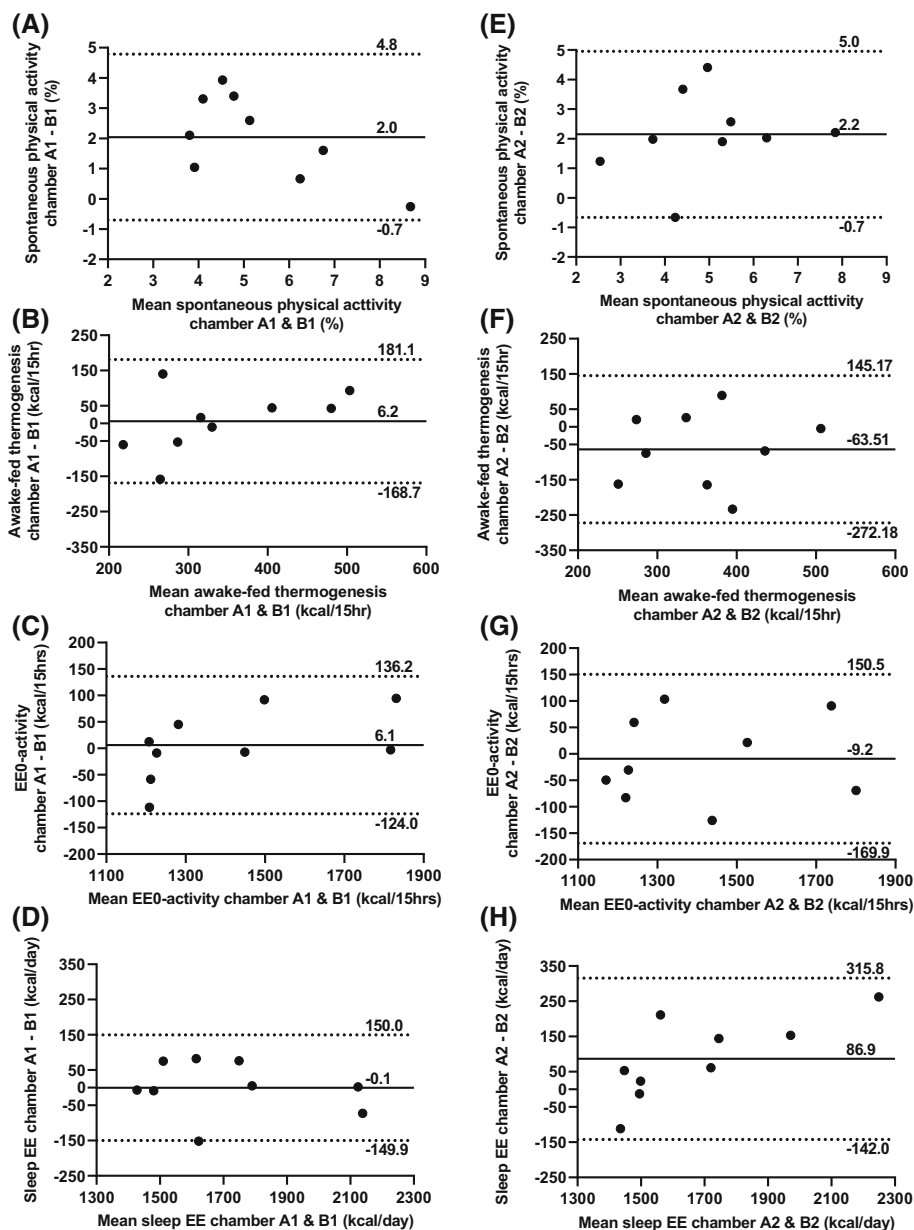 (A)
Spontaneous physical activity
chamber A1 - B1 (%)
5
4
3
2
1
0
-1
-2
4.8
2.0
-0.7
2 3 4 5 6 7 8 9
Mean spontaneous physical acttivity
chamber A1 & B1 (%)
(B)
Awake-fed thermogenesis
chamber A1 - B1 (kcal/15hr)
250
150
50
0
-50
-150
-250
-350
181.1
6.2
-168.7
200 300 400 500 600
Mean awake-fed thermogenesis
chamber A1 & B1 (kcal/15hr)
(C)
EE0-activity
chamber A1 - B1 (kcal/15hrs)
200
150
100
50
0
-50
-100
-150
-200
136.2
6.1
-124.0
1100 1300 1500 1700 1900
Mean EE0-activity chamber A1 & B1 (kcal/15hrs)
(D)
Sleep EE chamber A1 - B1 (kcal/day)
350
250
150
50
0
-50
-150
-250
150.0
-0.1
-149.9
1300 1500 1700 1900 2100 2300
Mean sleep EE chamber A1 & B1 (kcal/day)
(E)
Spontaneous physical activity
chamber A2 - B2 (%)
5
4
3
2
1
0
-1
-2
5.0
2.2
-0.7
2 3 4 5 6 7 8 9
Mean spontaneous physical acttivity
chamber A2 & B2 (%)
(F)
Awake-fed thermogenesis
chamber A2 - B2 (kcal/15hr)
250
150
50
0
-50
-150
-250
-350
145.17
-63.51
-272.18
200 300 400 500 600
Mean awake-fed thermogenesis
chamber A2 & B2 (kcal/15hr)
(G)
EE0-activity
chamber A2 - B2 (kcal/15hrs)
200
150
100
50
0
-50
-100
-150
-200
150.5
-9.2
-169.9
1100 1300 1500 1700 1900
Mean EE0-activity chamber A2 & B2 (kcal/15hrs)
(H)
Sleep EE chamber A2 - B2 (kcal/day)
350
250
150
50
0
-50
-150
-250
315.8
86.9
-142.0
1300 1500 1700 1900 2100 2300
Mean sleep EE chamber A2 & B2 (kcal/day)